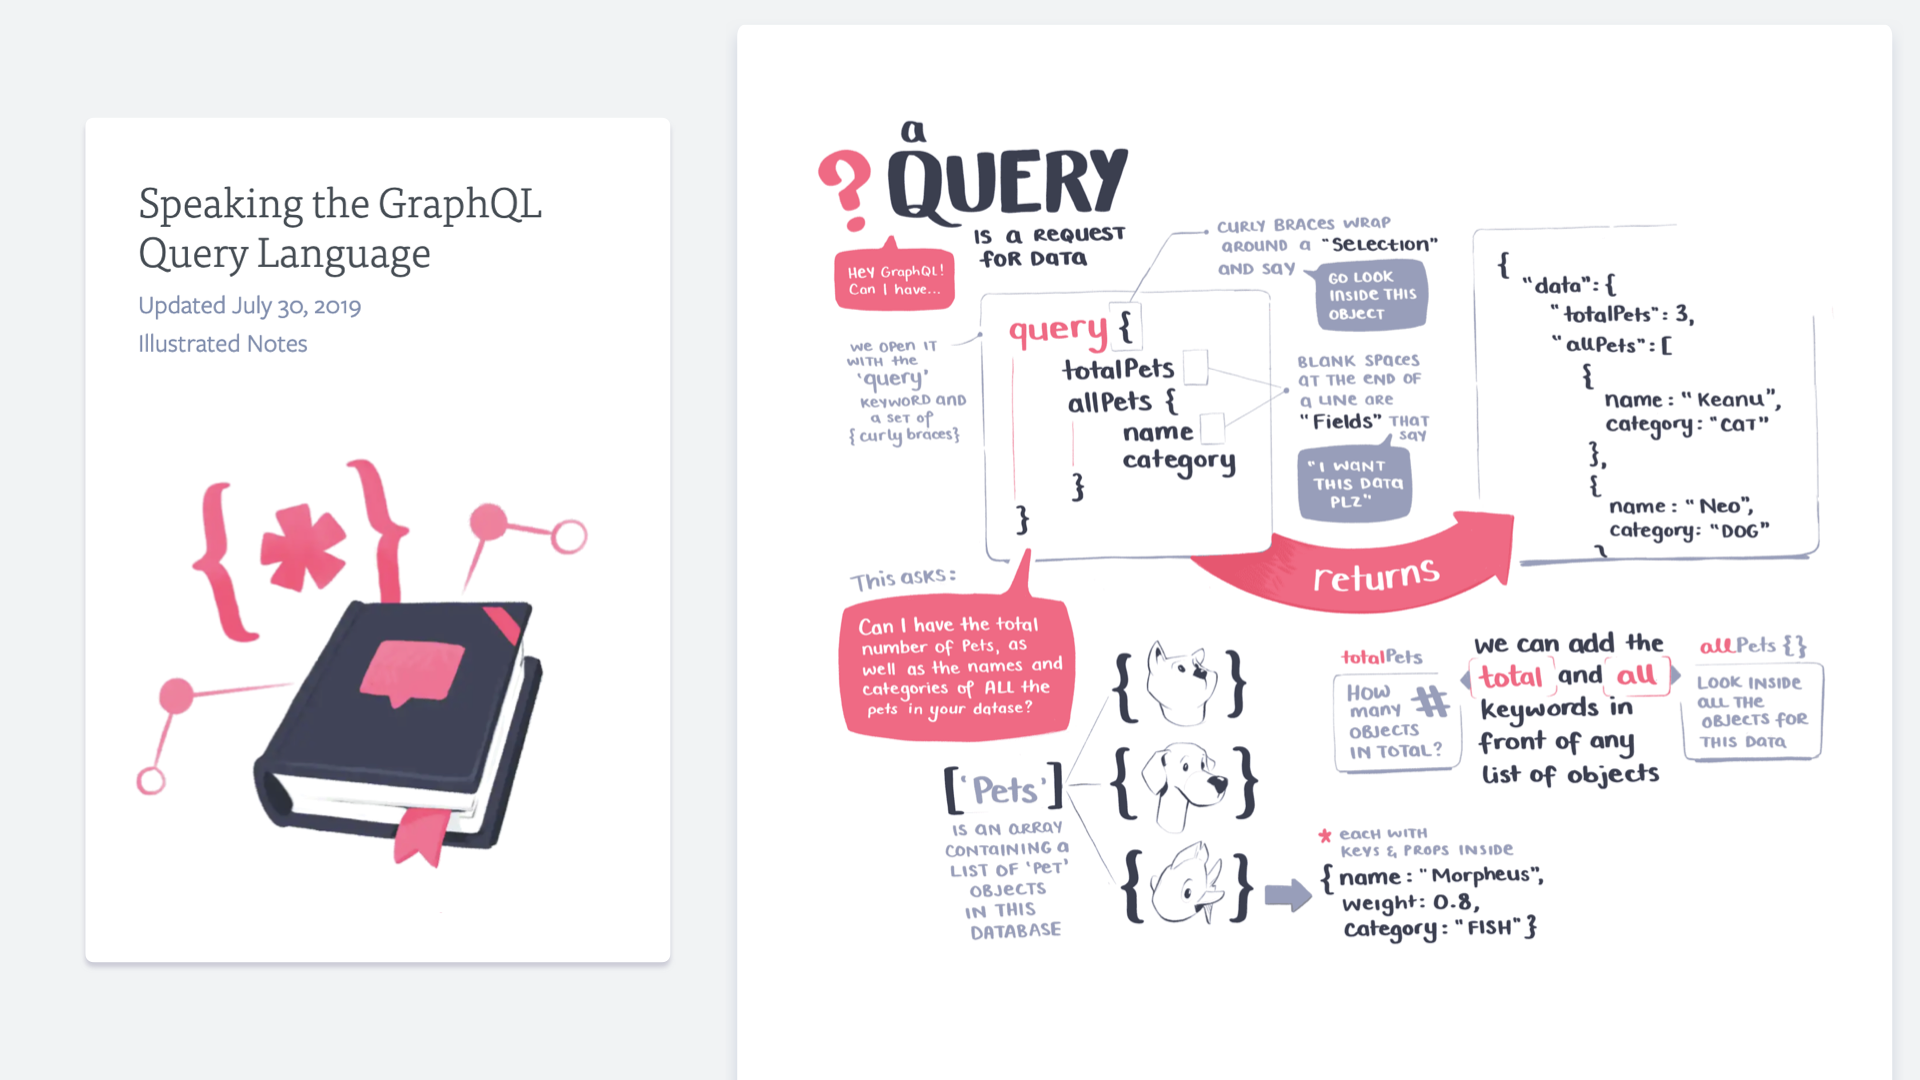 Speaking the GraphQL
Query Language
Updated July 30, 2019
Illustrated Notes
{*}
?
a
QUERY
IS a REQUEST
FOR DATA
Hey GraphQL!
Can I have...
we open IT
WITH the
'query'
KEYWORD AND
a SET of
{curly braces}
query {
totalPets
allPets {
name
category
}
}
CURLY BRACES WRAP
AROUND a "Selection"
AND SAY
GO LOOK
INSIDE THIS
OBJECT
BLANK SPACES
AT THE END OF
A LINE ARE
"Fields" THAT
SAY
"I WANT
THIS DATA
PLZ"
returns
{
"data": {
"totalPets": 3,
"allPets": [
{
name: "Keanu",
category: "CAT"
},
{
name: "Neo",
category: "DOG"
}
This asks:
Can I have the total
number of Pets, as
well as the names and
categories of ALL the
pets in your datase?
['Pets']
IS AN ARRAY
CONTAINING A
LIST OF 'PET'
OBJECTS
IN THIS
DATABASE
{ }
{ }
{ }
* EACH WITH
KEYS & PROPS INSIDE
{ name: "Morpheus",
weight: 0.8,
category: "FISH" }
totalPets
HOW
many #
OBJECTS
IN TOTAL?
we can add the
total and all
keywords in
front of any
list of objects
allPets {}
LOOK INSIDE
ALL THE
OBJECTS FOR
THIS DATA